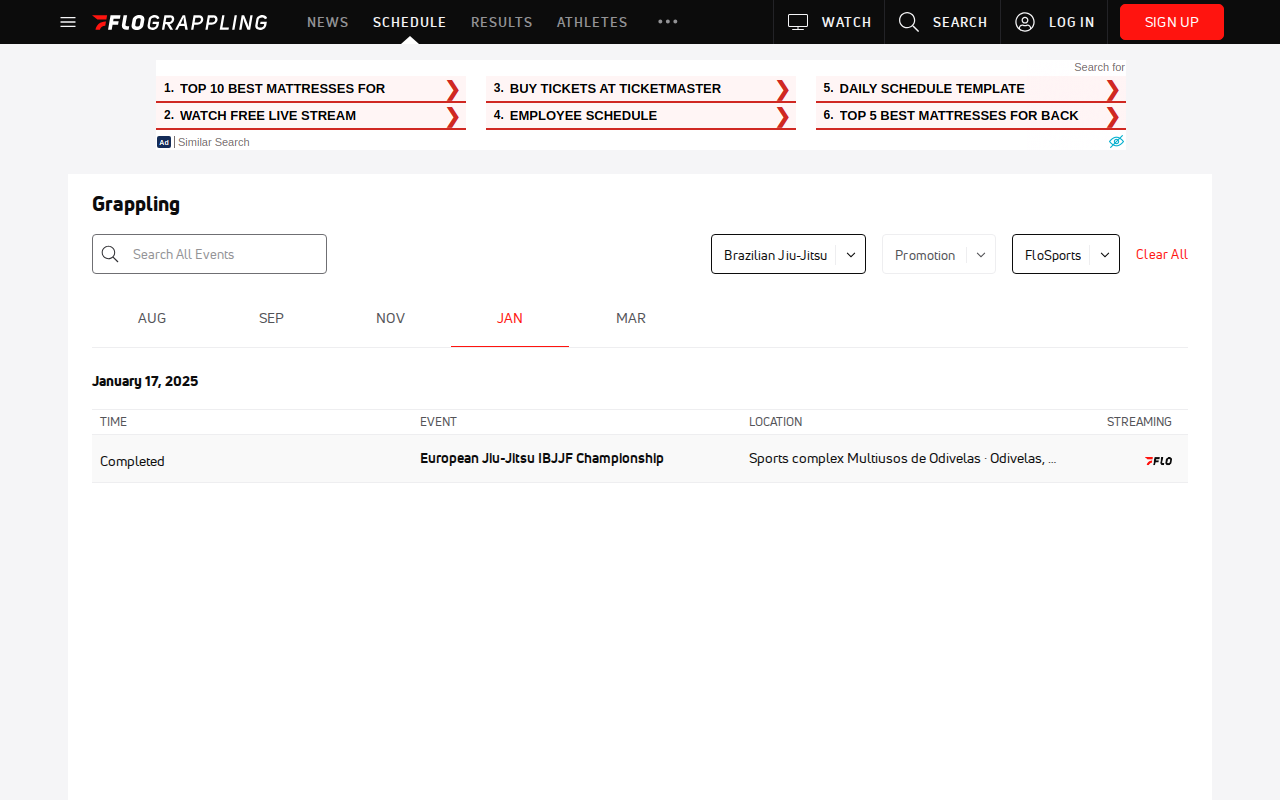 FLOGRAPPLING NEWS SCHEDULE RESULTS ATHLETES WATCH SEARCH LOG IN SIGN UP
Search for
1. TOP 10 BEST MATTRESSES FOR
3. BUY TICKETS AT TICKETMASTER
5. DAILY SCHEDULE TEMPLATE
2. WATCH FREE LIVE STREAM
4. EMPLOYEE SCHEDULE
6. TOP 5 BEST MATTRESSES FOR BACK
Ad Similar Search
Grappling
Search All Events Brazilian Jiu-Jitsu Promotion FloSports Clear All
AUG SEP NOV JAN MAR
January 17, 2025
TIME EVENT LOCATION STREAMING
Completed European Jiu-Jitsu IBJJF Championship Sports complex Multiusos de Odivelas · Odivelas, ... FLO